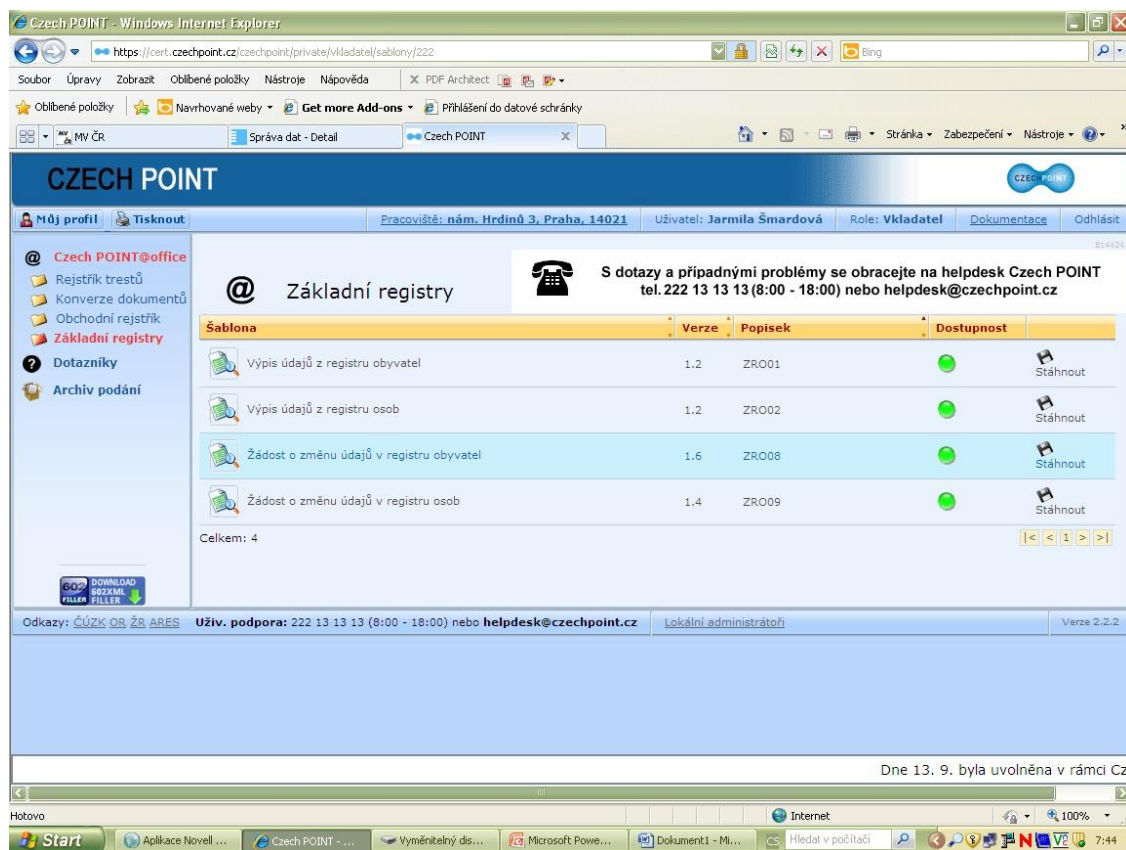 Czech POINT - Windows Internet Explorer
https://cert.czechpoint.cz/czechpoint/private/vkladatel/sablony/222
Bing
Soubor Úpravy Zobrazit Oblíbené položky Nástroje Nápověda X PDF Architect
Oblíbené položky Navrhované weby Get more Add-ons Přihlášení do datové schránky
MV ČR Správa dat - Detail Czech POINT X Stránka Zabezpečení Nástroje
CZECH POINT
CZECH POINT
Můj profil Tisknout Pracoviště: nám. Hrdinů 3, Praha, 14021 Uživatel: Jarmila Šmardová Role: Vkladatel Dokumentace Odhlásit
Czech POINT@office
Rejstřík trestů
Konverze dokumentů
Obchodní rejstřík
Základní registry
Dotazníky
Archiv podání
@ Základní registry
S dotazy a případnými problémy se obracejte na helpdesk Czech POINT
tel. 222 13 13 13 (8:00 - 18:00) nebo helpdesk@czechpoint.cz
Šablona Verze Popisek Dostupnost
Výpis údajů z registru obyvatel 1.2 ZRO01 Stáhnout
Výpis údajů z registru osob 1.2 ZRO02 Stáhnout
Žádost o změnu údajů v registru obyvatel 1.6 ZRO08 Stáhnout
Žádost o změnu údajů v registru osob 1.4 ZRO09 Stáhnout
Celkem: 4 |< < 1 > >|
602 FILLER DOWNLOAD 602XML FILLER
Odkazy: ČÚZK OR ŽR ARES Uživ. podpora: 222 13 13 13 (8:00 - 18:00) nebo helpdesk@czechpoint.cz Lokální administrátoři Verze 2.2.2
Dne 13. 9. byla uvolněna v rámci Cz
Hotovo Internet 100%
Start Aplikace Novell ... Czech POINT - ... Vyměnitelný dis... Microsoft Powe... Dokument1 - Mi... CS Hledat v počítači 7:44